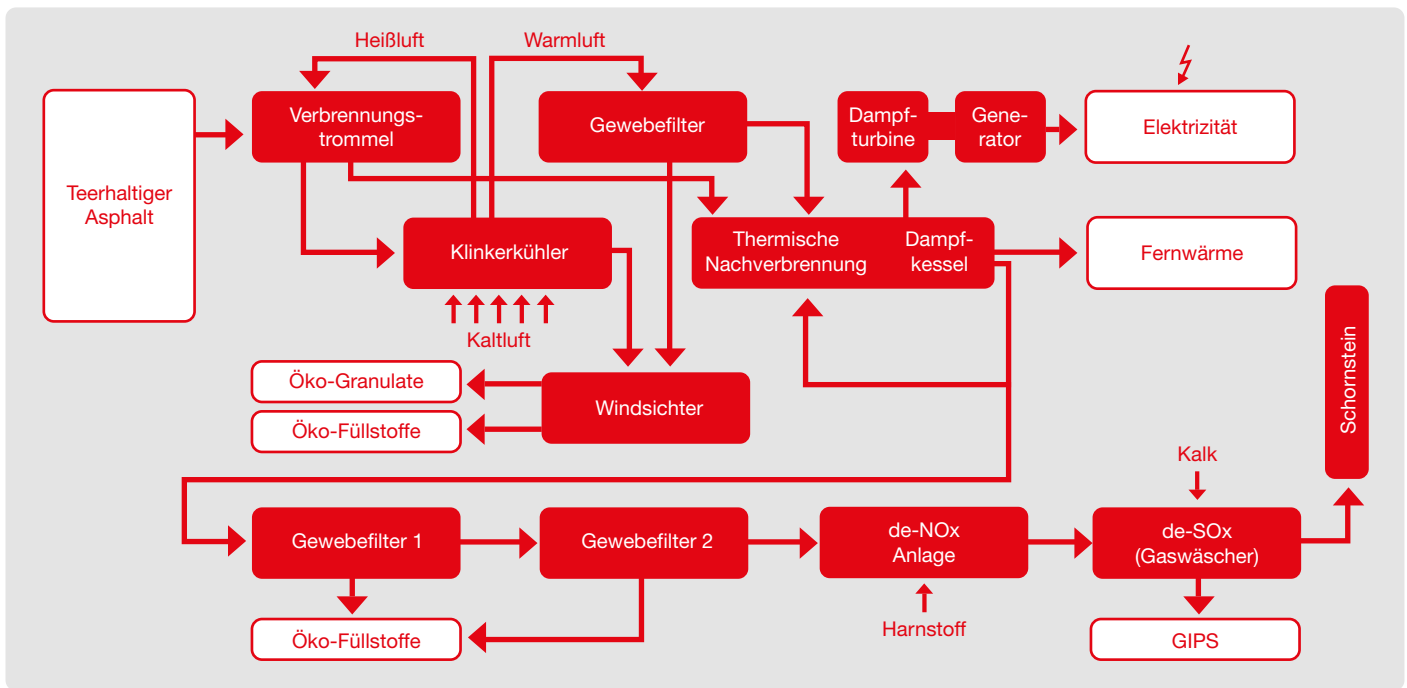 Heißluft
Warmluft
Teerhaltiger
Asphalt
Verbrennungs-
trommel
Gewebefilter
Dampf-
turbine
Gene-
rator
Elektrizität
Klinkerkühler
Thermische
Nachverbrennung
Dampf-
kessel
Fernwärme
Kaltluft
Öko-Granulate
Öko-Füllstoffe
Windsichter
Schornstein
Kalk
Gewebefilter 1
Gewebefilter 2
de-NOx
Anlage
de-SOx
(Gaswäscher)
Harnstoff
Öko-Füllstoffe
GIPS